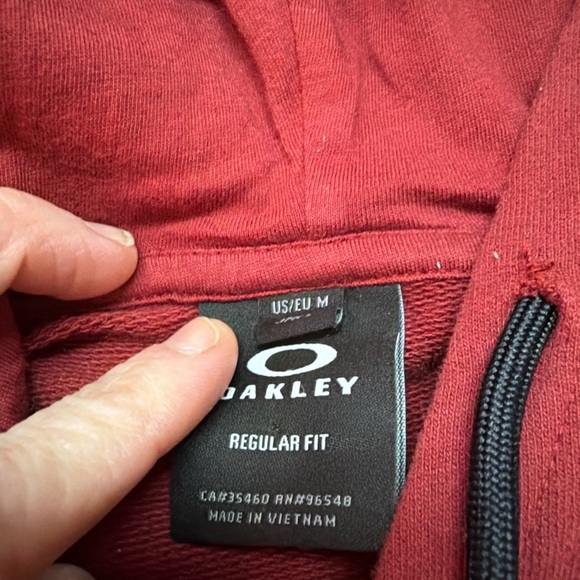 US/EU M
OAKLEY
REGULAR FIT
CA#35460 RN#96548
MADE IN VIETNAM